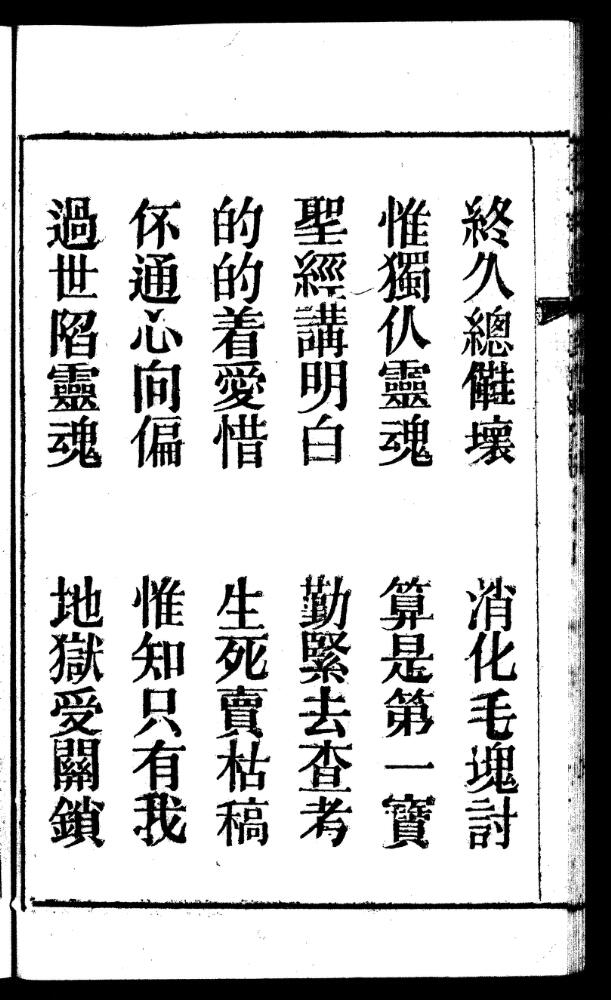 終久總㒓壞 消化毛塊討
惟獨仈靈魂 算是第一寶
聖經講明白 勤緊去查考
的的着愛惜 生死賣枯稿
伓通心向偏 惟知只有我
過世陷靈魂 地獄受關鎖